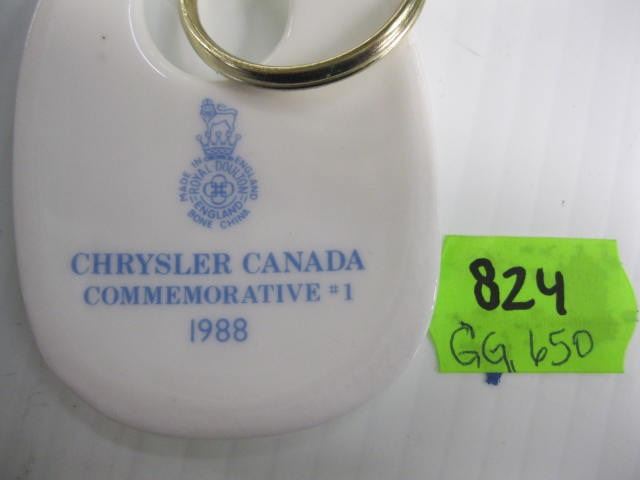 MADE IN ENGLAND
ROYAL DOULTON
ENGLAND
BONE CHINA
CHRYSLER CANADA
COMMEMORATIVE #1
1988
824
GG. 650